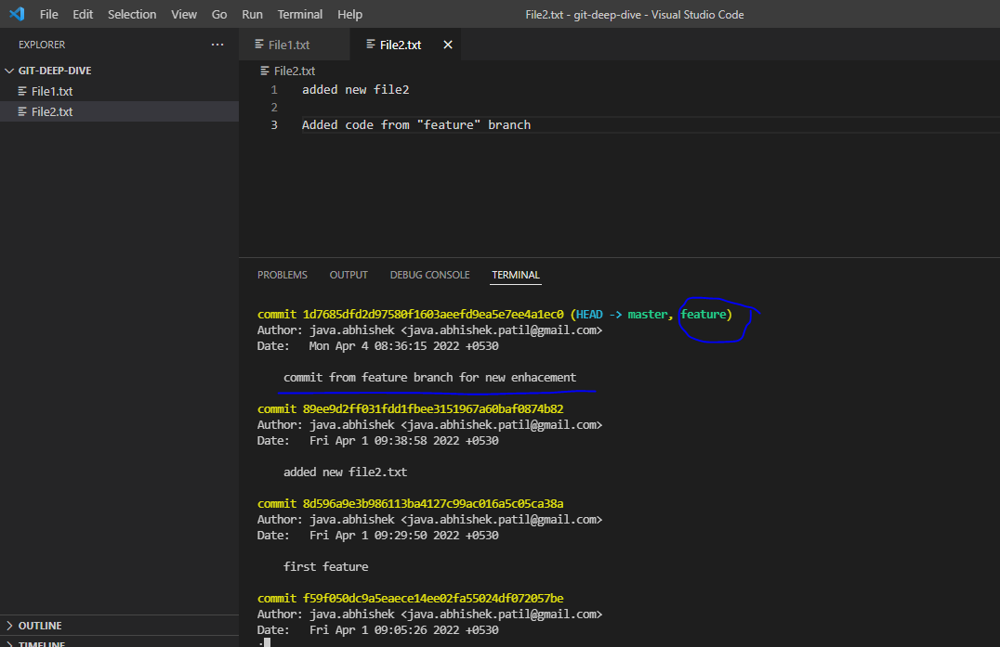 File Edit Selection View Go Run Terminal Help
File2.txt - git-deep-dive - Visual Studio Code
EXPLORER
GIT-DEEP-DIVE
File1.txt
File2.txt
OUTLINE
TIMELINE
File1.txt File2.txt
File2.txt
1 added new file2
2
3 Added code from "feature" branch
PROBLEMS OUTPUT DEBUG CONSOLE TERMINAL
commit 1d7685dfd2d97580f1603aeefd9ea5e7ee4a1ec0 (HEAD -> master, feature)
Author: java.abhishek <java.abhishek.patil@gmail.com>
Date: Mon Apr 4 08:36:15 2022 +0530
commit from feature branch for new enhacement
commit 89ee9d2ff031fdd1fbee3151967a60baf0874b82
Author: java.abhishek <java.abhishek.patil@gmail.com>
Date: Fri Apr 1 09:38:58 2022 +0530
added new file2.txt
commit 8d596a9e3b986113ba4127c99ac016a5c05ca38a
Author: java.abhishek <java.abhishek.patil@gmail.com>
Date: Fri Apr 1 09:29:50 2022 +0530
first feature
commit f59f050dc9a5eaece14ee02fa55024df072057be
Author: java.abhishek <java.abhishek.patil@gmail.com>
Date: Fri Apr 1 09:05:26 2022 +0530
: